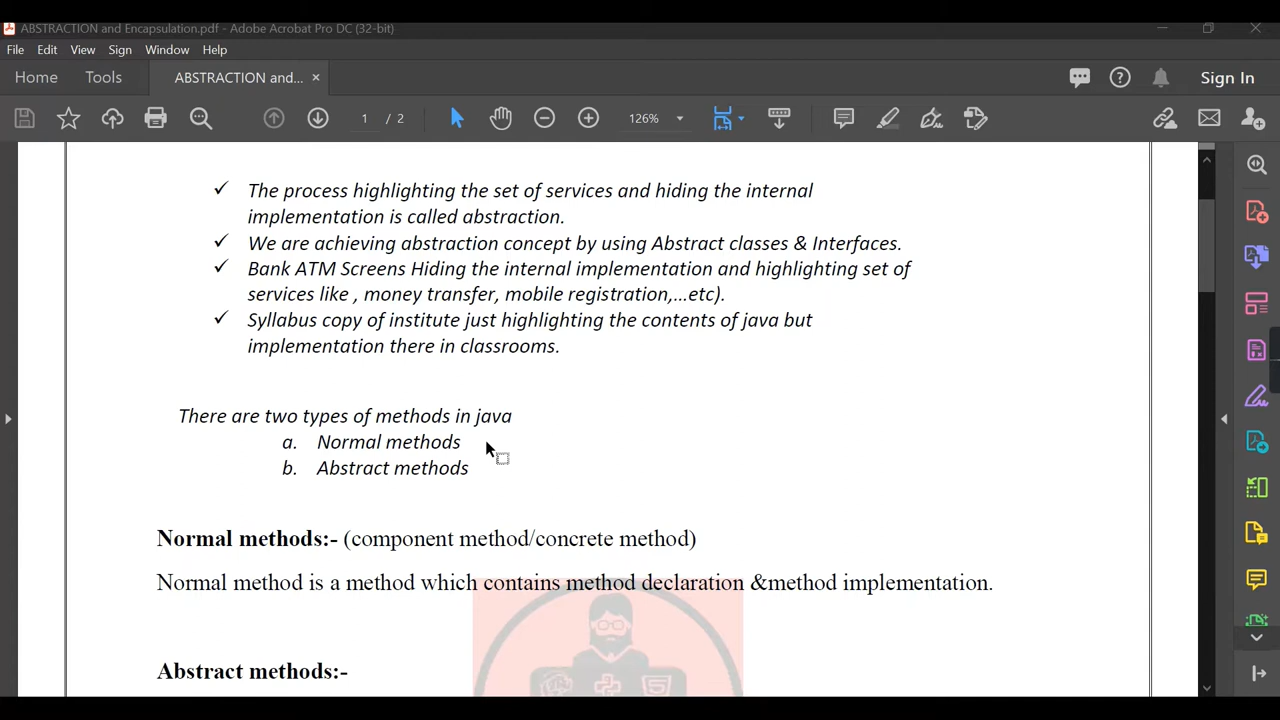 ABSTRACTION and Encapsulation.pdf - Adobe Acrobat Pro DC (32-bit)
File Edit View Sign Window Help
Home Tools ABSTRACTION and... × Sign In
1 / 2 126%
✓ The process highlighting the set of services and hiding the internal
implementation is called abstraction.
✓ We are achieving abstraction concept by using Abstract classes & Interfaces.
✓ Bank ATM Screens Hiding the internal implementation and highlighting set of
services like , money transfer, mobile registration,...etc).
✓ Syllabus copy of institute just highlighting the contents of java but
implementation there in classrooms.
There are two types of methods in java
a. Normal methods
b. Abstract methods
Normal methods:- (component method/concrete method)
Normal method is a method which contains method declaration &method implementation.
Abstract methods:-